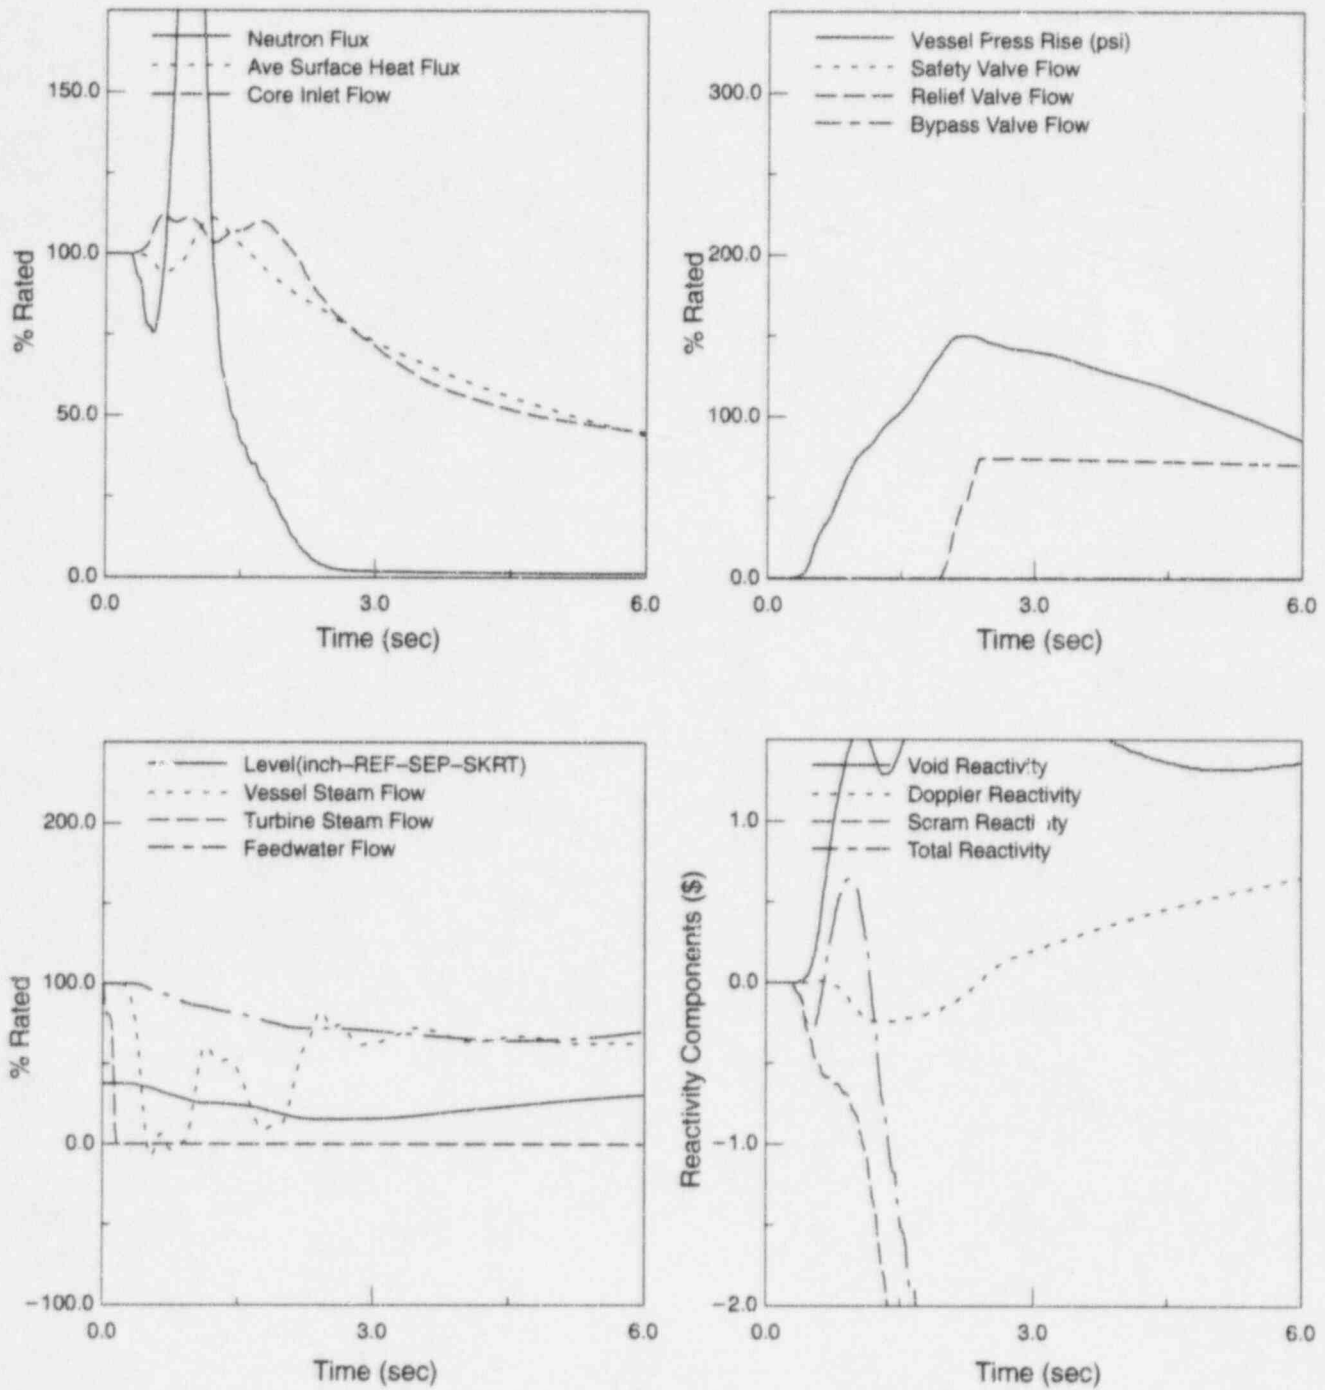 Neutron Flux
Ave Surface Heat Flux
Core Inlet Flow
150.0
100.0
50.0
0.0
% Rated
0.0
3.0
6.0
Time (sec)
Vessel Press Rise (psi)
Safety Valve Flow
Relief Valve Flow
Bypass Valve Flow
300.0
200.0
100.0
0.0
% Rated
0.0
3.0
6.0
Time (sec)
Level(inch-REF-SEP-SKRT)
Vessel Steam Flow
Turbine Steam Flow
Feedwater Flow
200.0
100.0
0.0
-100.0
% Rated
0.0
3.0
6.0
Time (sec)
Void Reactivity
Doppler Reactivity
Scram Reactivity
Total Reactivity
1.0
0.0
-1.0
-2.0
Reactivity Components ($)
0.0
3.0
6.0
Time (sec)